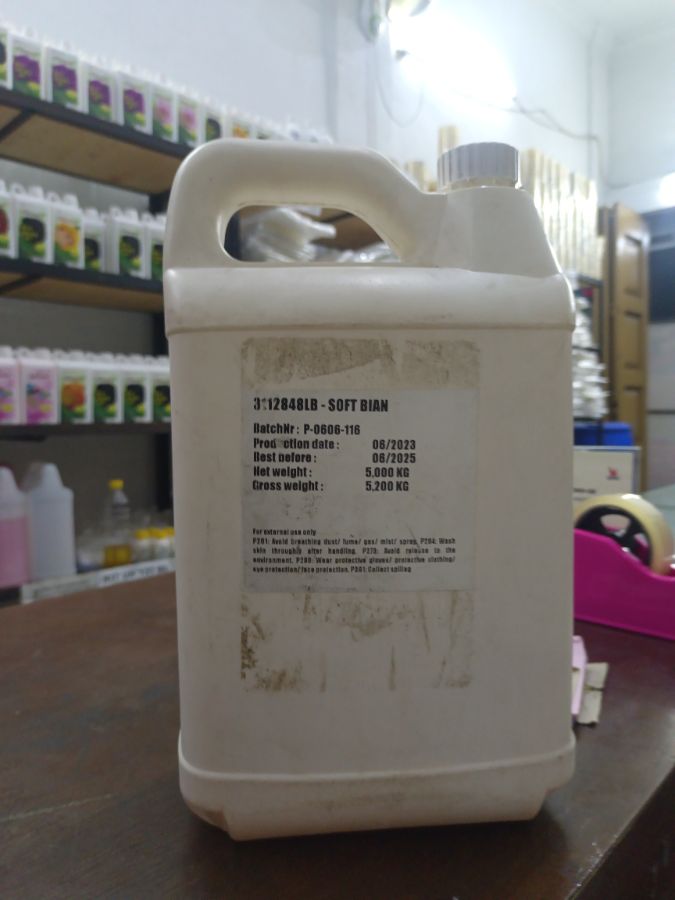 3112848LB - SOFT BIAN
BatchNr : P-0606-116
Production date : 06/2023
Best before : 06/2025
Net weight : 5,000 KG
Gross weight : 5,200 KG
For external use only
P261: Avoid breathing dust/ fume/ gas/ mist/ spray. P264: Wash
skin throughly after handling. P273: Avoid release to the
environment. P280: Wear protective gloves/ protective clothing/
eye protection/ face protection. P391: Collect spillag